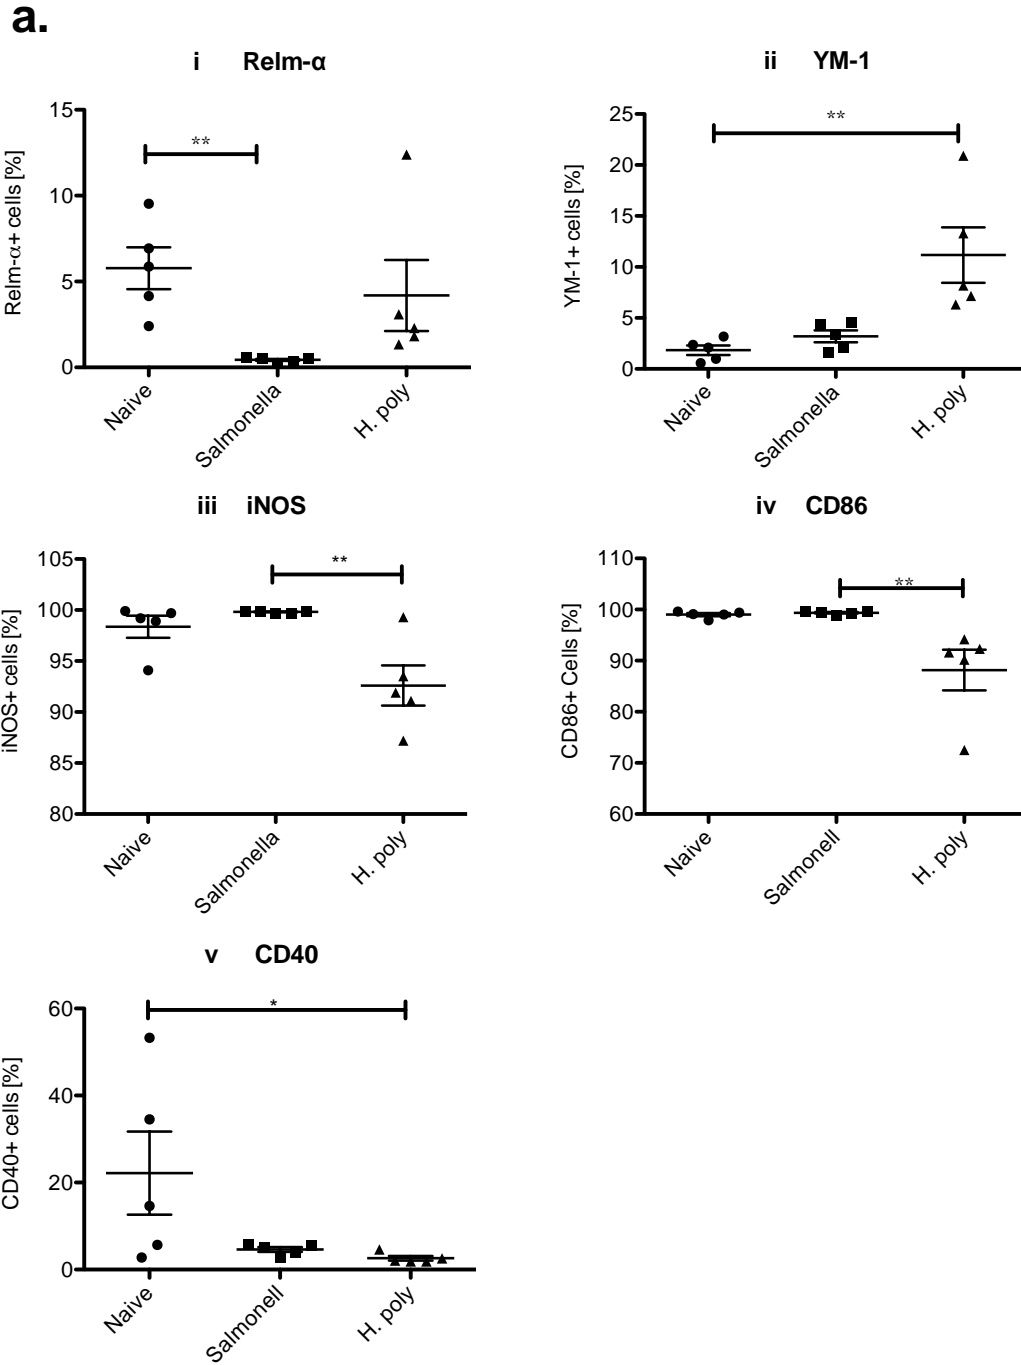 a.
i Relm-α
15
10
5
0
Relm-α+ cells [%]
**
Naive
Salmonella
H. poly
ii YM-1
25
20
15
10
5
0
YM-1+ cells [%]
**
Naive
Salmonella
H. poly
iii iNOS
105
100
95
90
85
80
iNOS+ cells [%]
**
Naive
Salmonella
H. poly
iv CD86
110
100
90
80
70
60
CD86+ Cells [%]
**
Naive
Salmonell
H. poly
v CD40
60
40
20
0
CD40+ cells [%]
*
Naive
Salmonell
H. poly